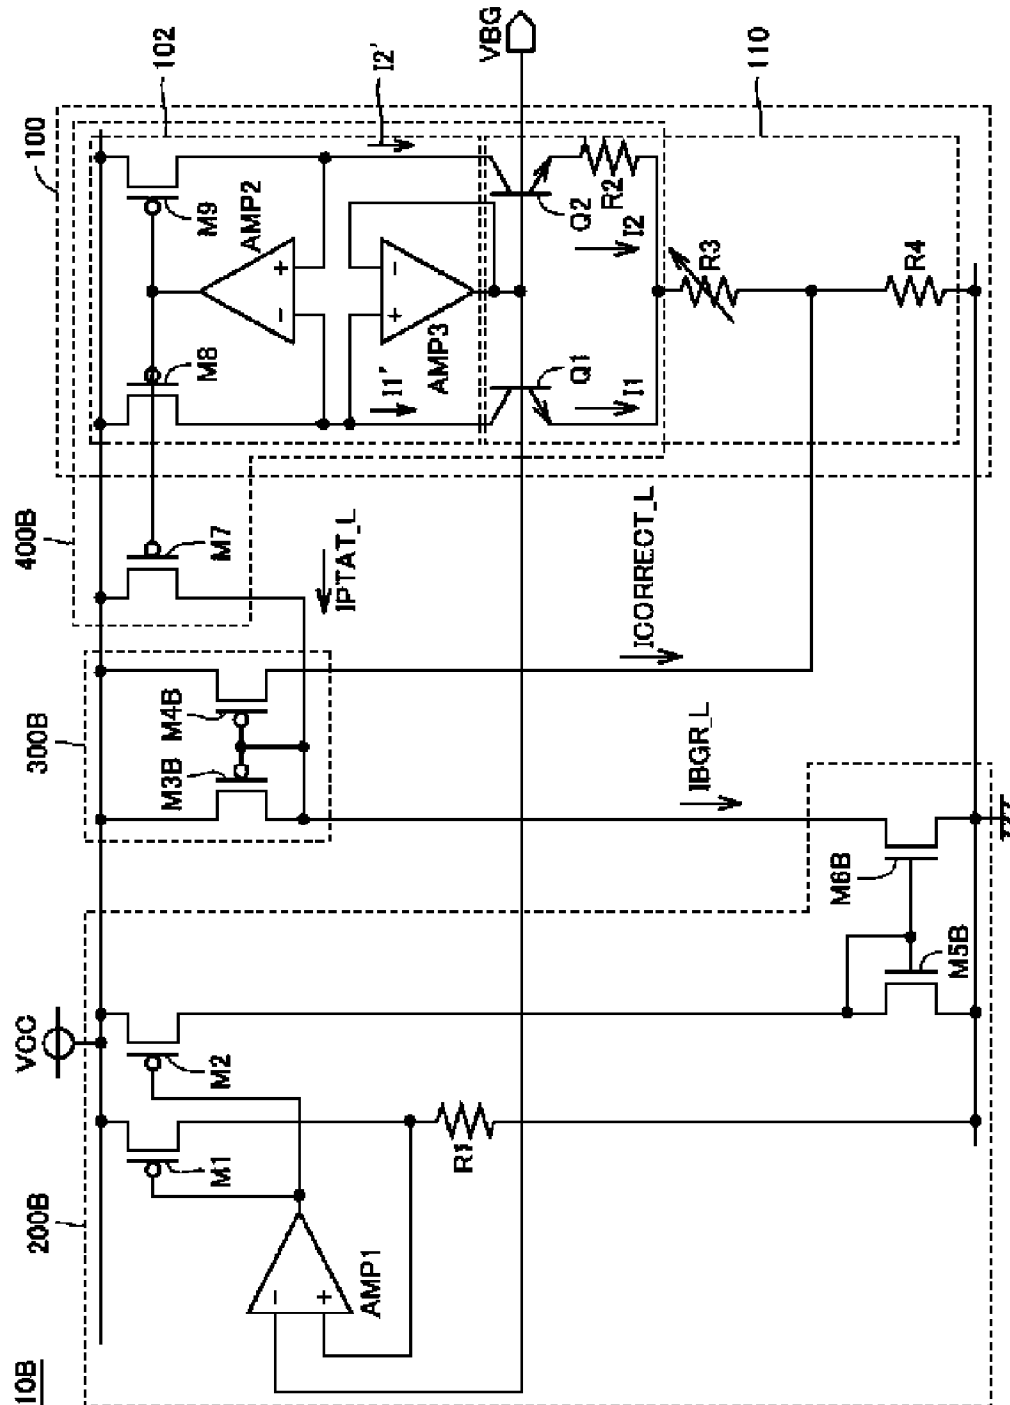 10B
200B
VCC
300B
400B
100
102
M1
M2
M3B
M4B
M7
M8
M9
AMP1
AMP2
-
+
-
+
IPTAT_L
I1'
I2'
+
-
AMP3
R1
VBG
Q1
Q2
R2
I1
I2
ICORRECT_L
IBGR_L
R3
110
M6B
R4
M5B